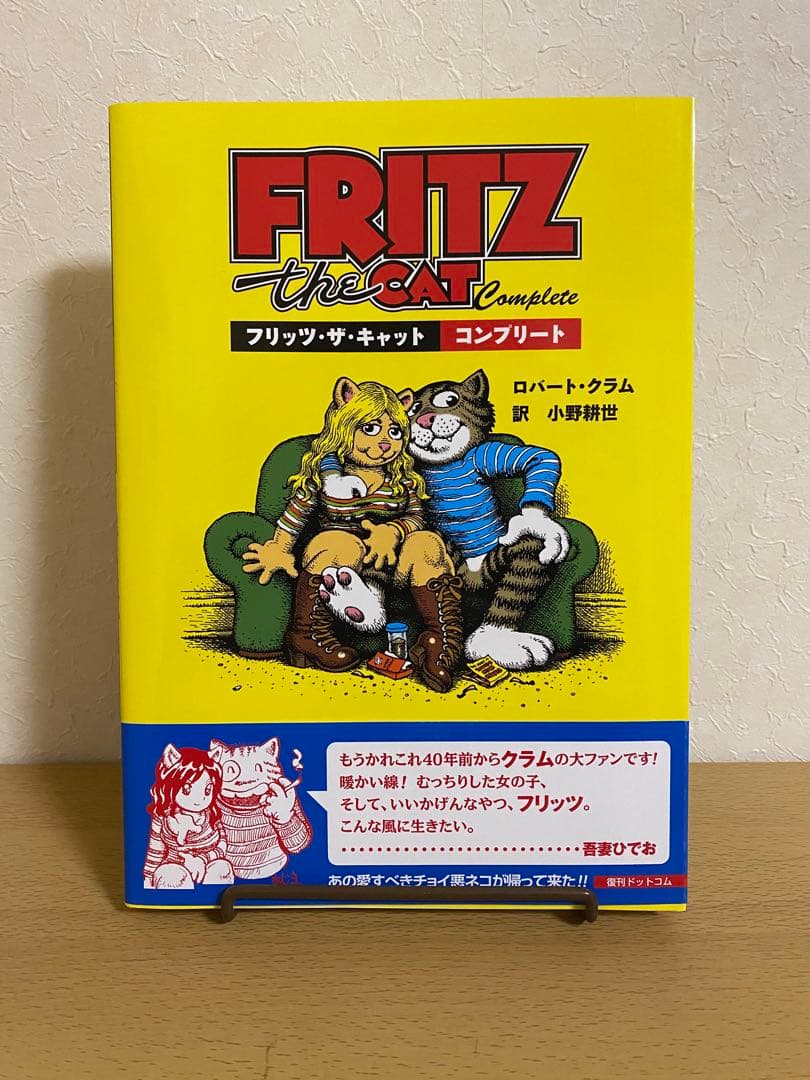 FRITZ
the CAT Complete
フリッツ・ザ・キャット コンプリート
ロバート・クラム
訳 小野耕世
もうかれこれ40年前からクラムの大ファンです!
暖かい線! むっちりした女の子、
そして、いいかげんなやつ、フリッツ。
こんな風に生きたい。
吾妻ひでお
あの愛すべきチョイ悪ネコが帰って来た!! 復刊ドットコム